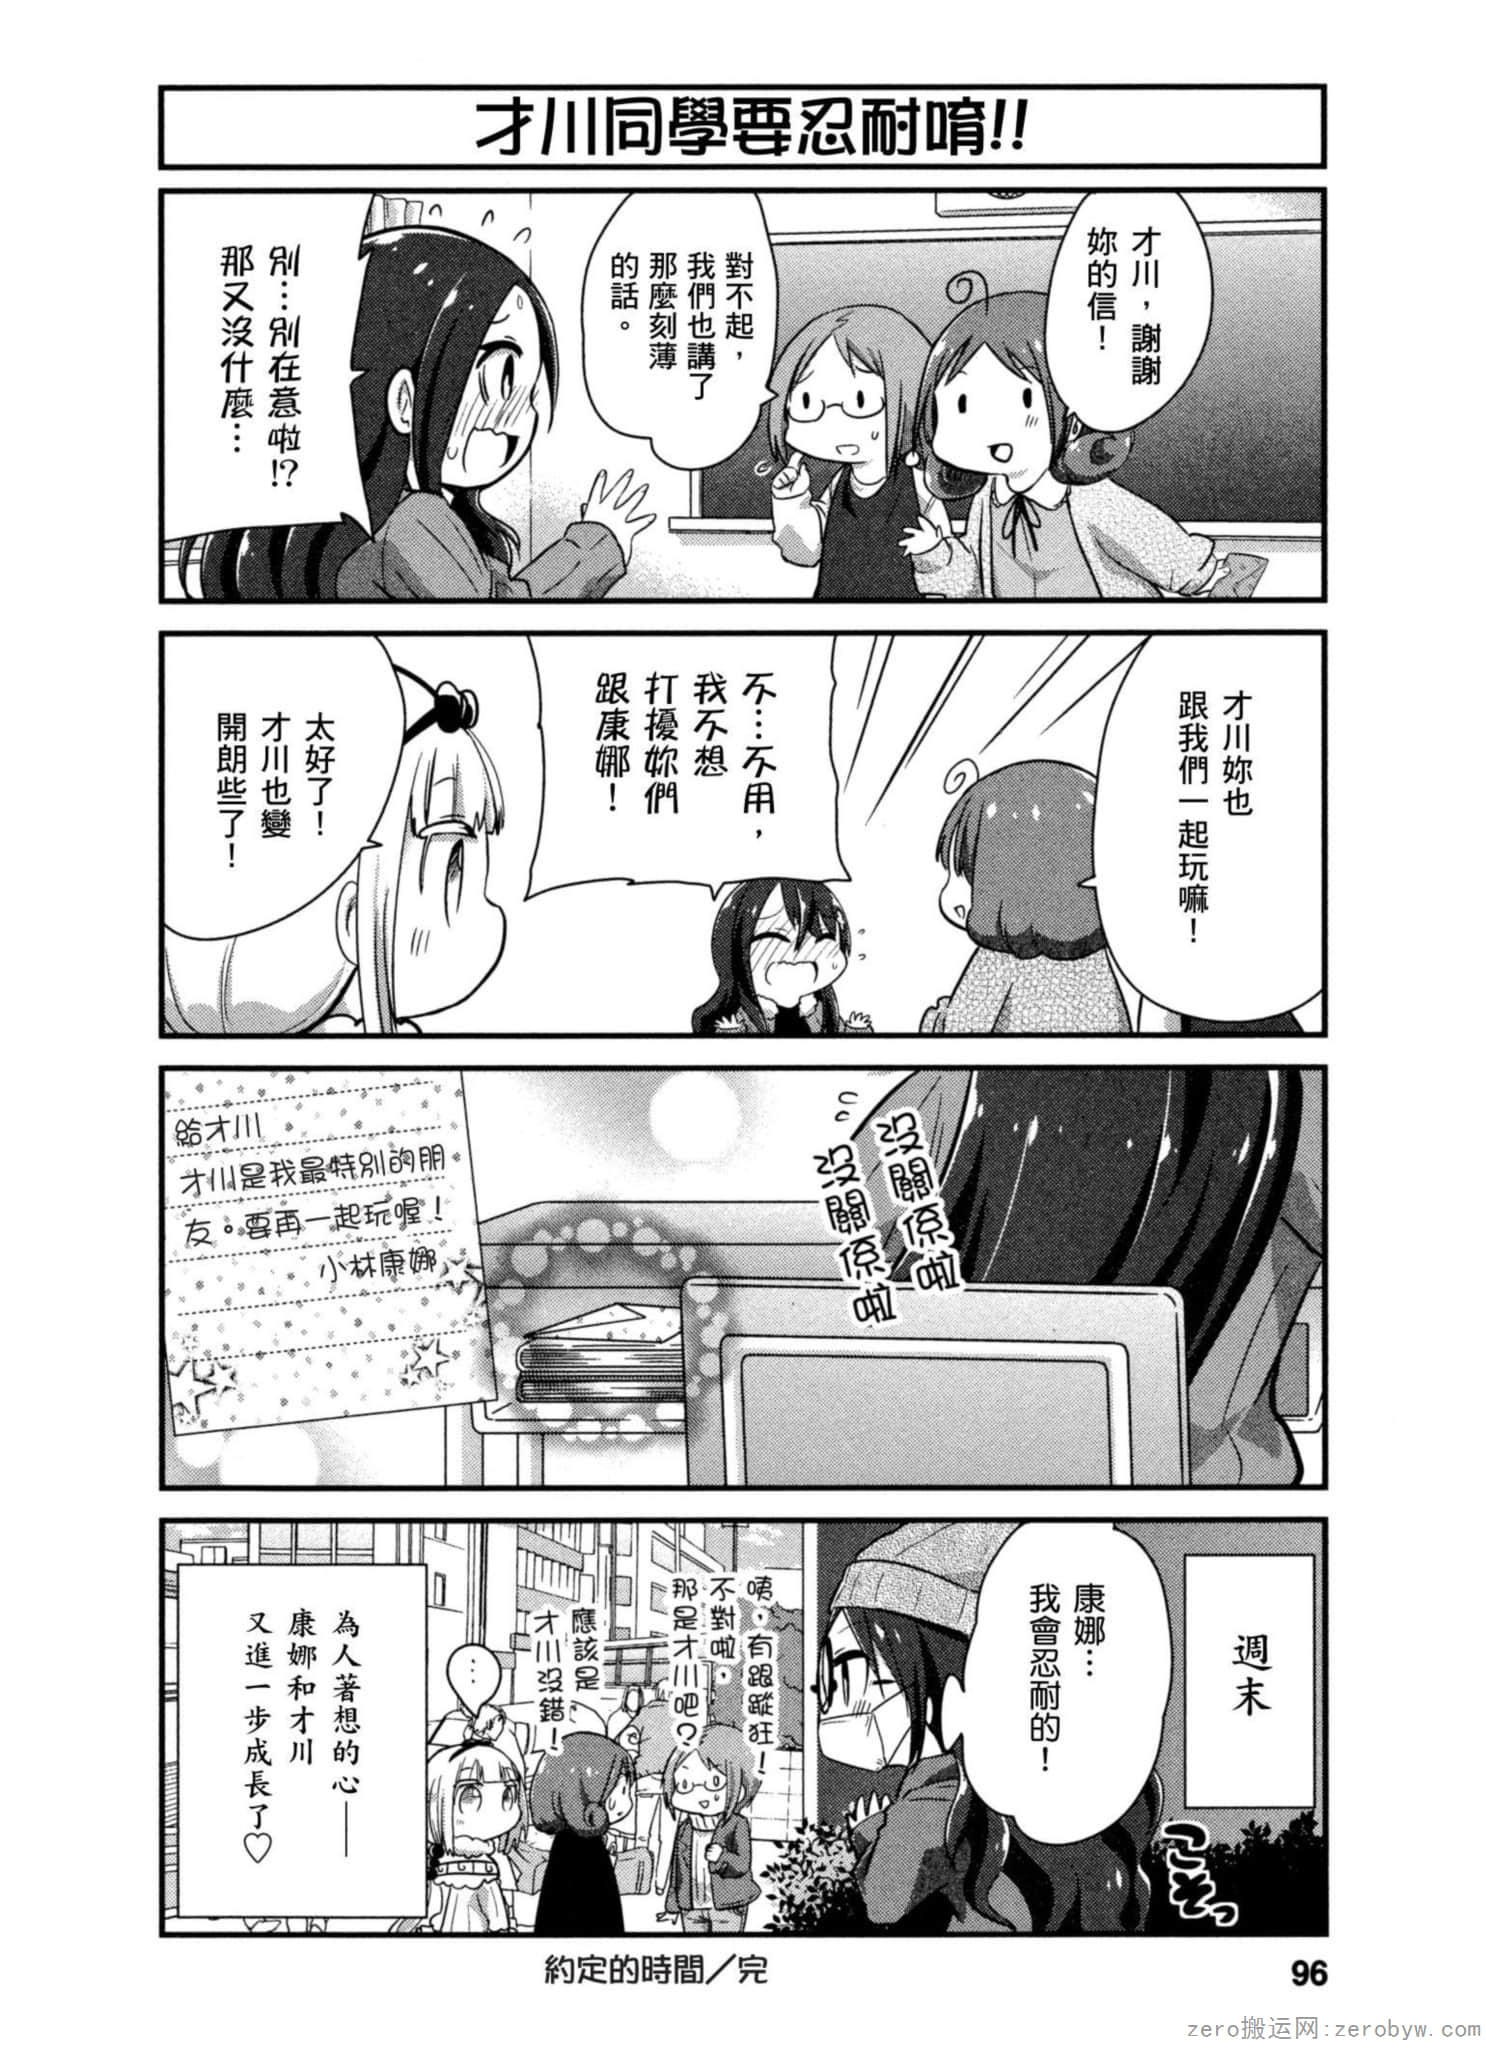 才川同學要忍耐唷!!
才川，謝謝
妳的信！
對不起，
我們也講了
那麼刻薄
的話。
別…別在意啦!?
那又沒什麼…
才川妳也
跟我們一起玩嘛！
不…不用，
我不想
打擾妳們
跟康娜！
太好了！
才川也變
開朗些了！
沒關係啦
沒關係啦
給才川
才川是我最特別的朋
友。要再一起玩喔！
小林康娜
週末
康娜…
我會忍耐的！
こそっ
咦，有跟蹤狂！
不對啦，
那是才川吧？
應該是
才川沒錯！
…
為人著想的心——
康娜和才川
又進一步成長了♡
約定的時間／完
96
zero搬运网:zerobyw.com